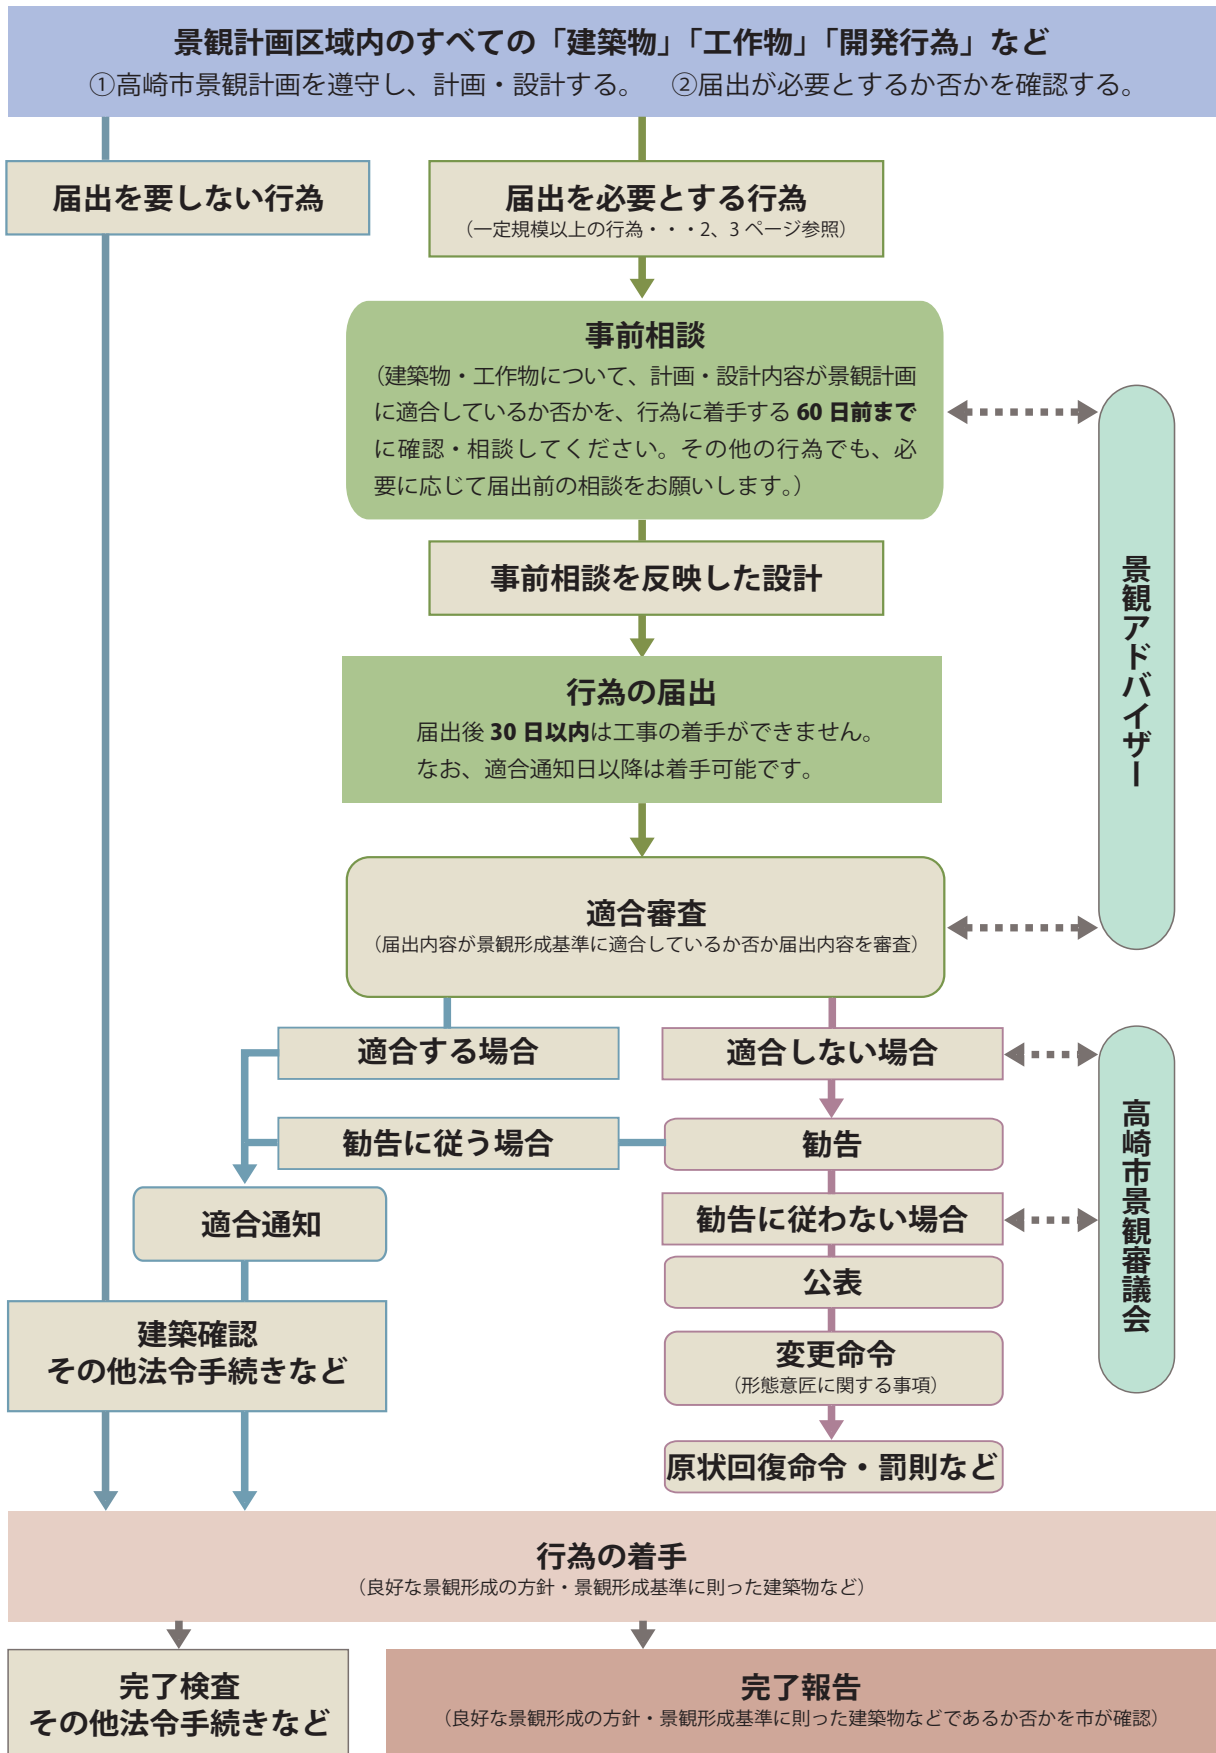 景観計画区域内のすべての「建築物」「工作物」「開発行為」など
①高崎市景観計画を遵守し、計画・設計する。 ②届出が必要とするか否かを確認する。
届出を要しない行為
届出を必要とする行為
（一定規模以上の行為・・・2、3 ページ参照）
事前相談
（建築物・工作物について、計画・設計内容が景観計画
に適合しているか否かを、行為に着手する 60 日前まで
に確認・相談してください。その他の行為でも、必
要に応じて届出前の相談をお願いします。）
事前相談を反映した設計
景観アドバイザー
行為の届出
届出後 30 日以内は工事の着手ができません。
なお、適合通知日以降は着手可能です。
適合審査
（届出内容が景観形成基準に適合しているか否か届出内容を審査）
適合する場合
適合しない場合
勧告に従う場合
勧告
適合通知
勧告に従わない場合
高崎市景観審議会
公表
建築確認
その他法令手続きなど
変更命令
（形態意匠に関する事項）
原状回復命令・罰則など
行為の着手
（良好な景観形成の方針・景観形成基準に則った建築物など）
完了検査
その他法令手続きなど
完了報告
（良好な景観形成の方針・景観形成基準に則った建築物などであるか否かを市が確認）